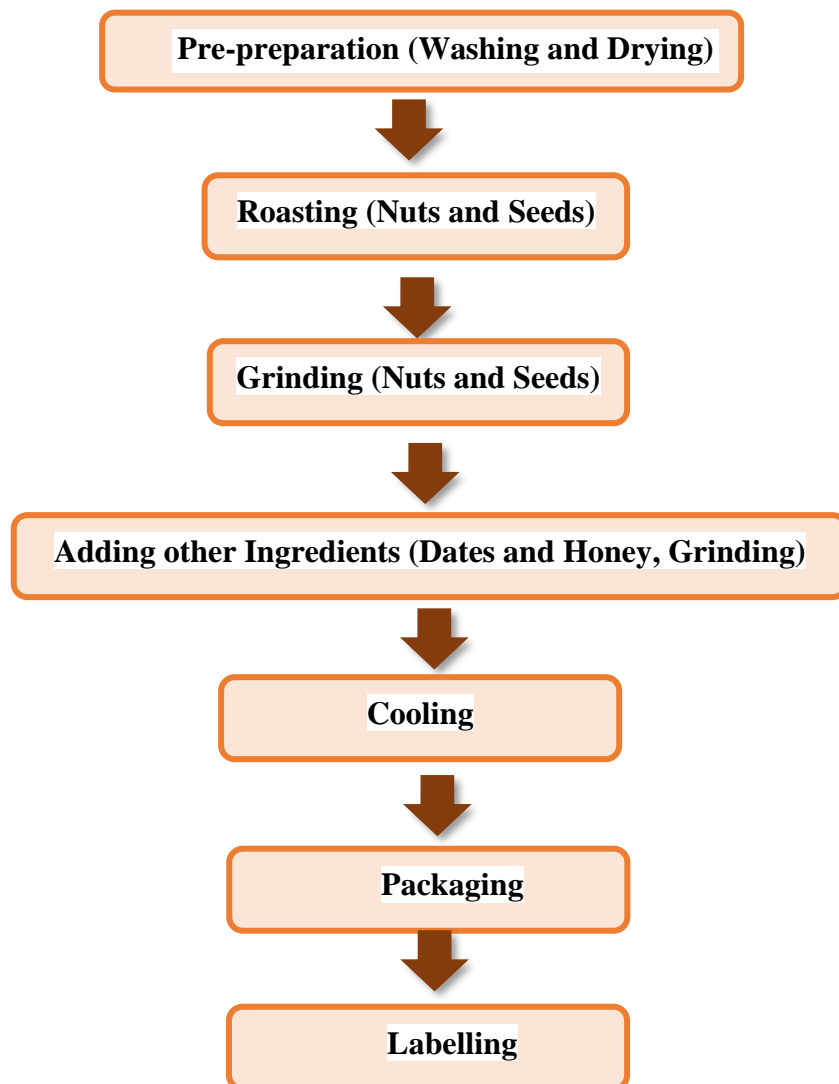 Pre-preparation (Washing and Drying)
Roasting (Nuts and Seeds)
Grinding (Nuts and Seeds)
Adding other Ingredients (Dates and Honey, Grinding)
Cooling
Packaging
Labelling